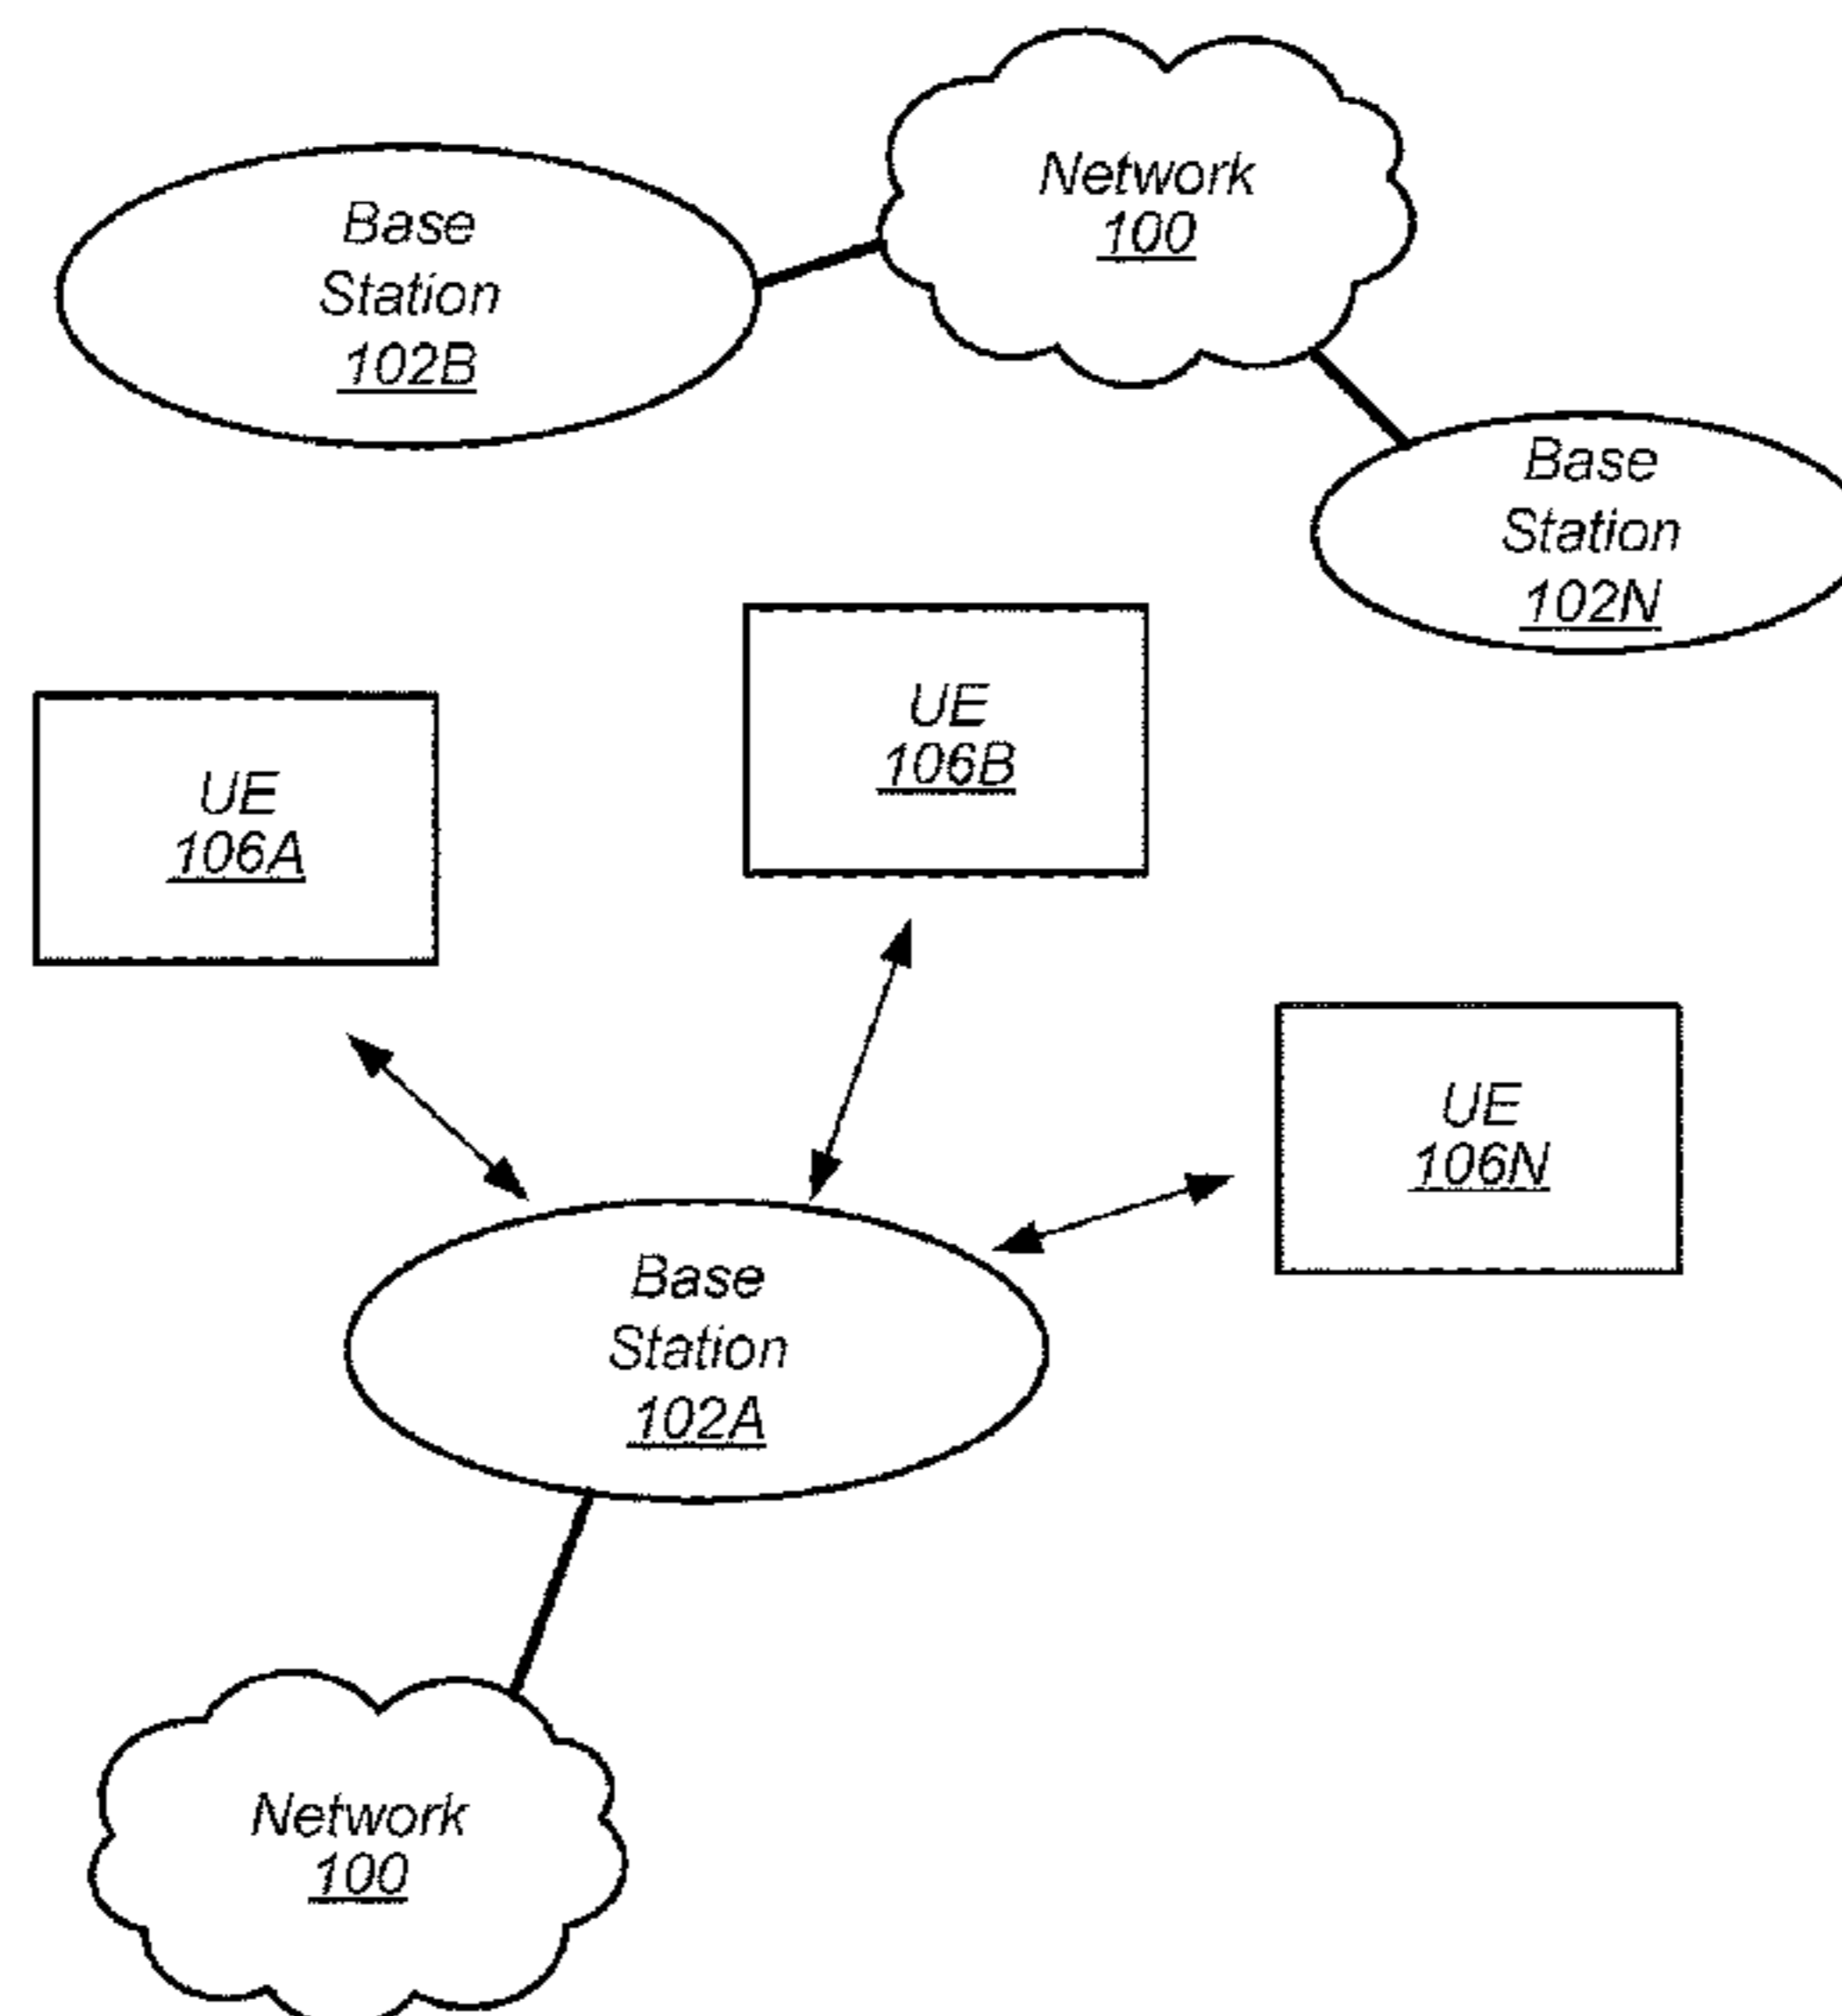 Network
100
Base
Station
102B
Base
Station
102N
UE
106B
UE
106A
UE
106N
Base
Station
102A
Network
100